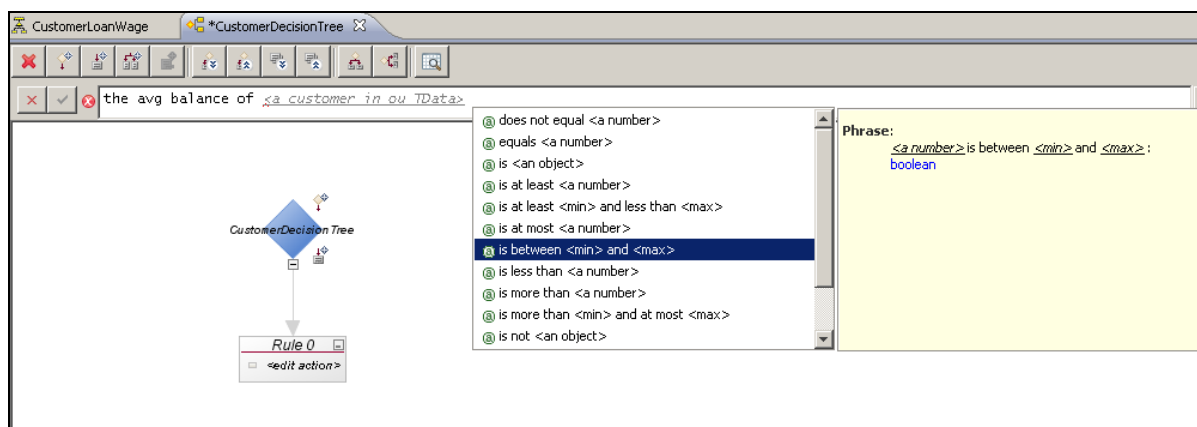 CustomerLoanWage
*CustomerDecisionTree
the avg balance of <a customer in ou TData>
does not equal <a number>
equals <a number>
is <an object>
is at least <a number>
is at least <min> and less than <max>
is at most <a number>
is between <min> and <max>
is less than <a number>
is more than <a number>
is more than <min> and at most <max>
is not <an object>
Phrase:
<a number> is between <min> and <max> :
boolean
CustomerDecision Tree
Rule 0
<edit action>